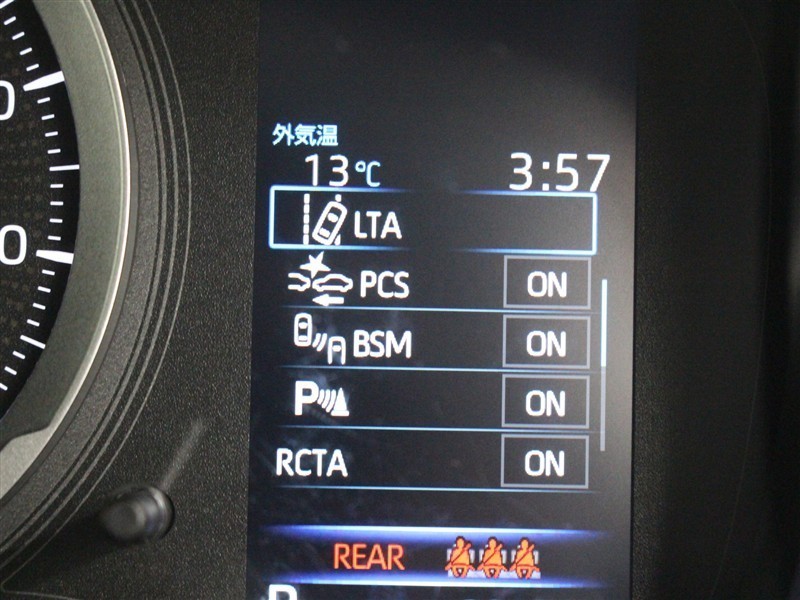 外気温
13℃ 3:57
LTA
PCS ON
BSM ON
P ON
RCTA ON
REAR